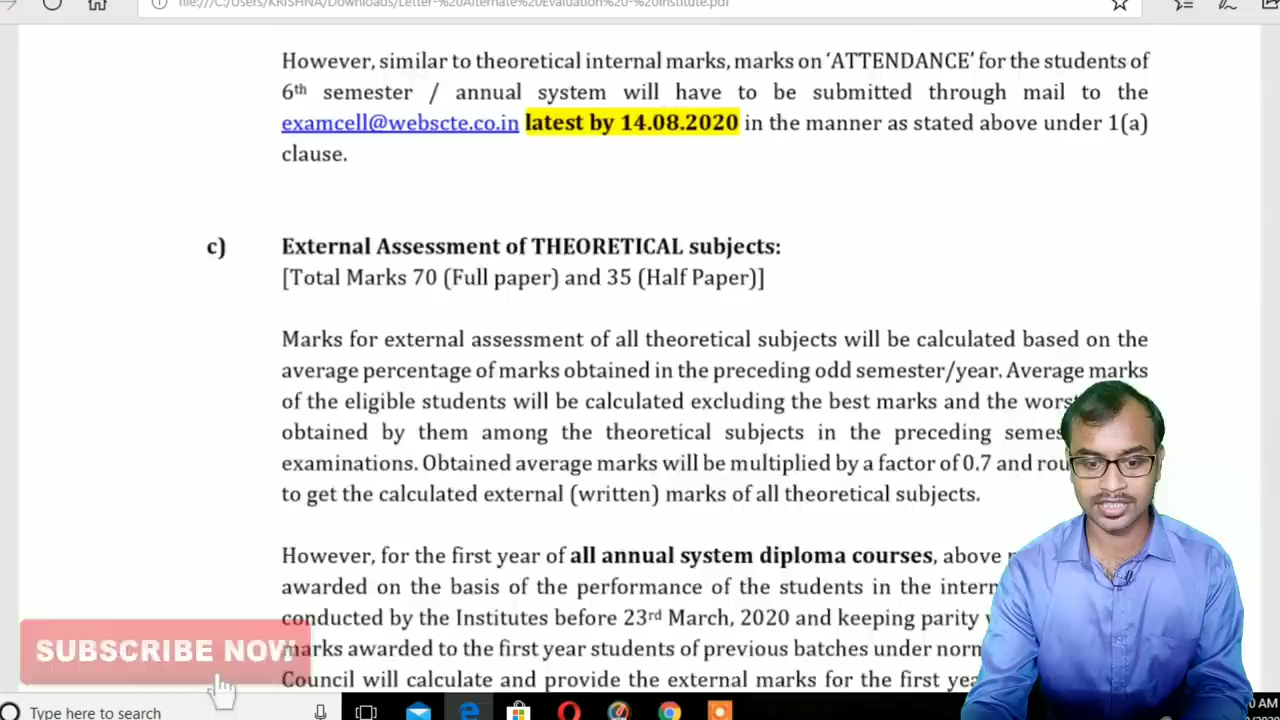 file:///C:/Users/KRISHNA/Downloads/Letter-%20Alternate%20Evaluation%20-%20Institute.pdf
However, similar to theoretical internal marks, marks on ‘ATTENDANCE’ for the students of
6th semester / annual system will have to be submitted through mail to the
examcell@webscte.co.in latest by 14.08.2020 in the manner as stated above under 1(a)
clause.
c) External Assessment of THEORETICAL subjects:
[Total Marks 70 (Full paper) and 35 (Half Paper)]
Marks for external assessment of all theoretical subjects will be calculated based on the
average percentage of marks obtained in the preceding odd semester/year. Average marks
of the eligible students will be calculated excluding the best marks and the
obtained by them among the theoretical subjects in the preceding
examinations. Obtained average marks will be multiplied by a factor of 0.7 and
to get the calculated external (written) marks of all theoretical subjects.
However, for the first year of all annual system diploma courses, above
awarded on the basis of the performance of the students in the
conducted by the Institutes before 23rd March, 2020 and keeping parity
marks awarded to the first year students of previous batches under
Council will calculate and provide the external marks for the first
SUBSCRIBE NOW
Type here to search